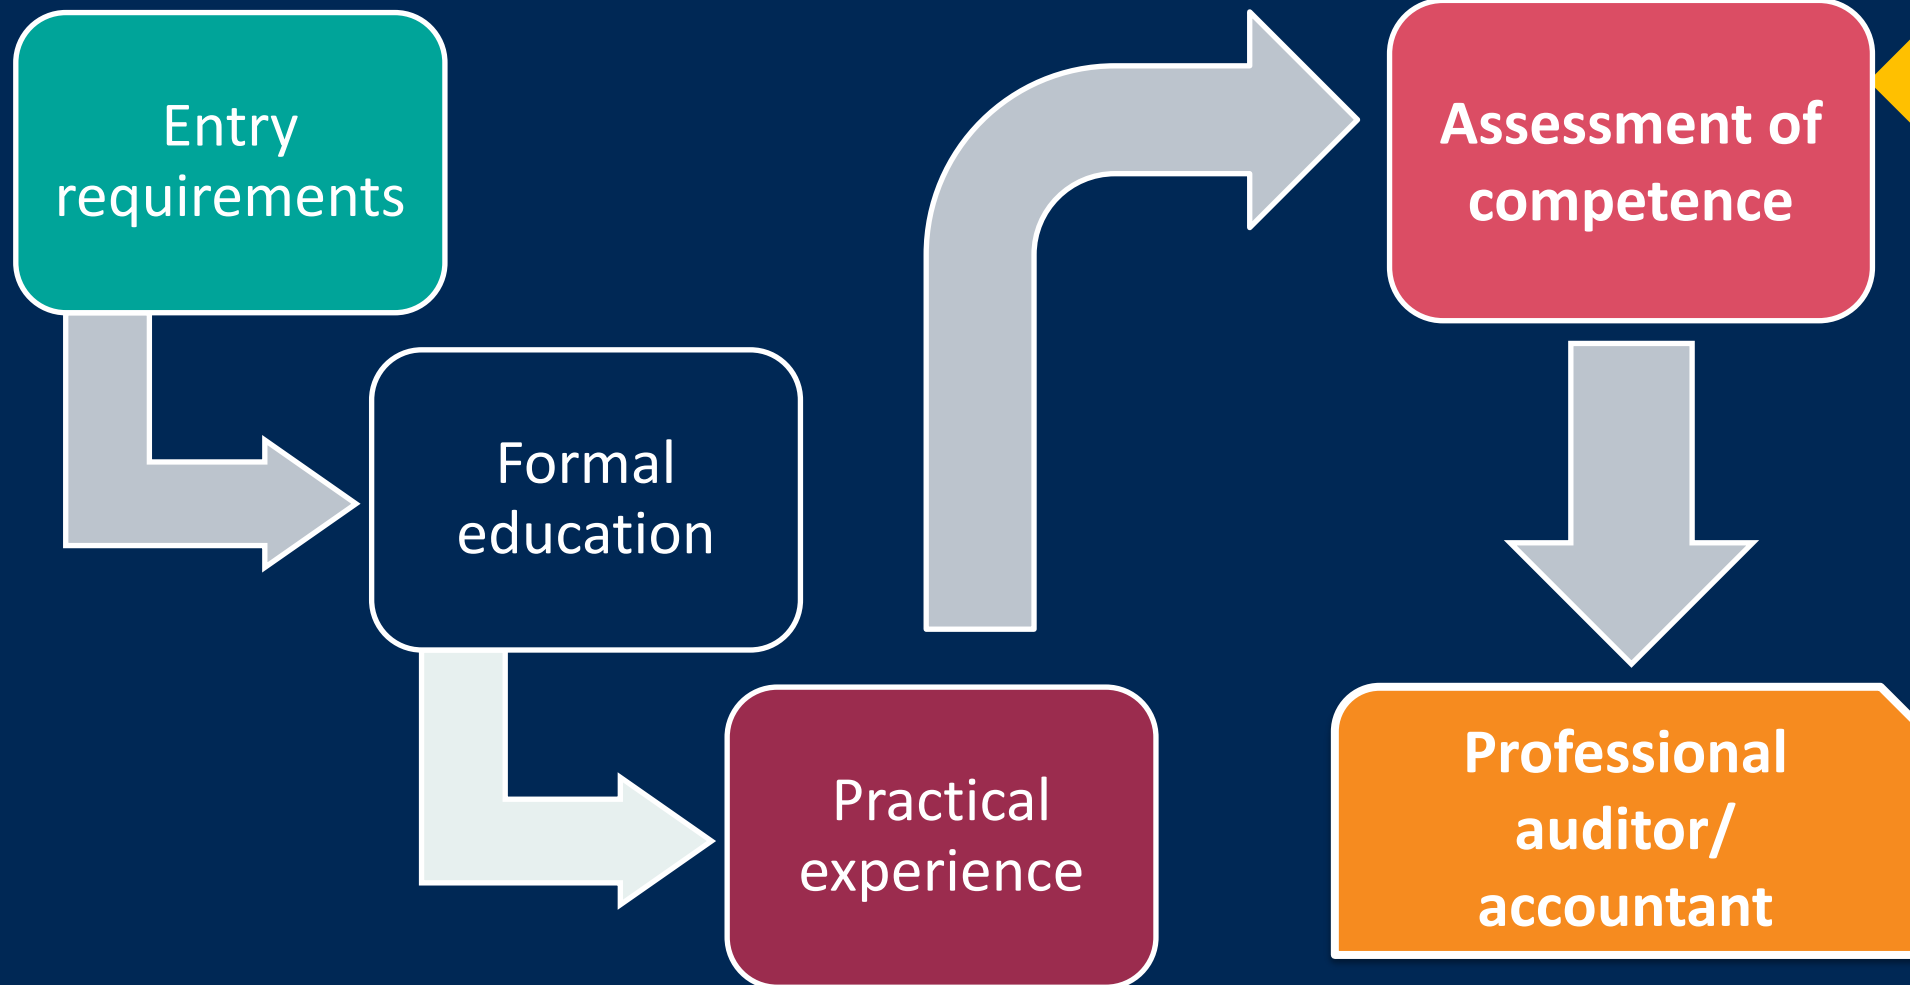 Entry
requirements
Formal
education
Practical
experience
Assessment of
competence
Professional
auditor/
accountant